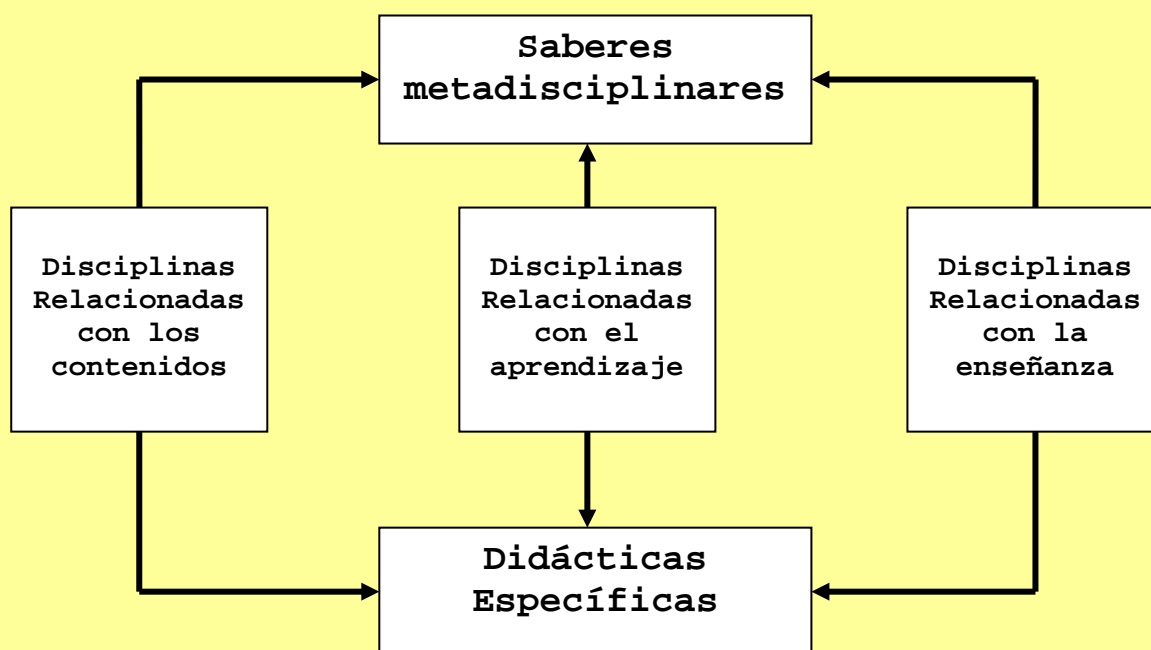 Saberes
metadisciplinares
Disciplinas
Relacionadas
con los
contenidos
Disciplinas
Relacionadas
con el
aprendizaje
Disciplinas
Relacionadas
con la
enseñanza
Didácticas
Específicas